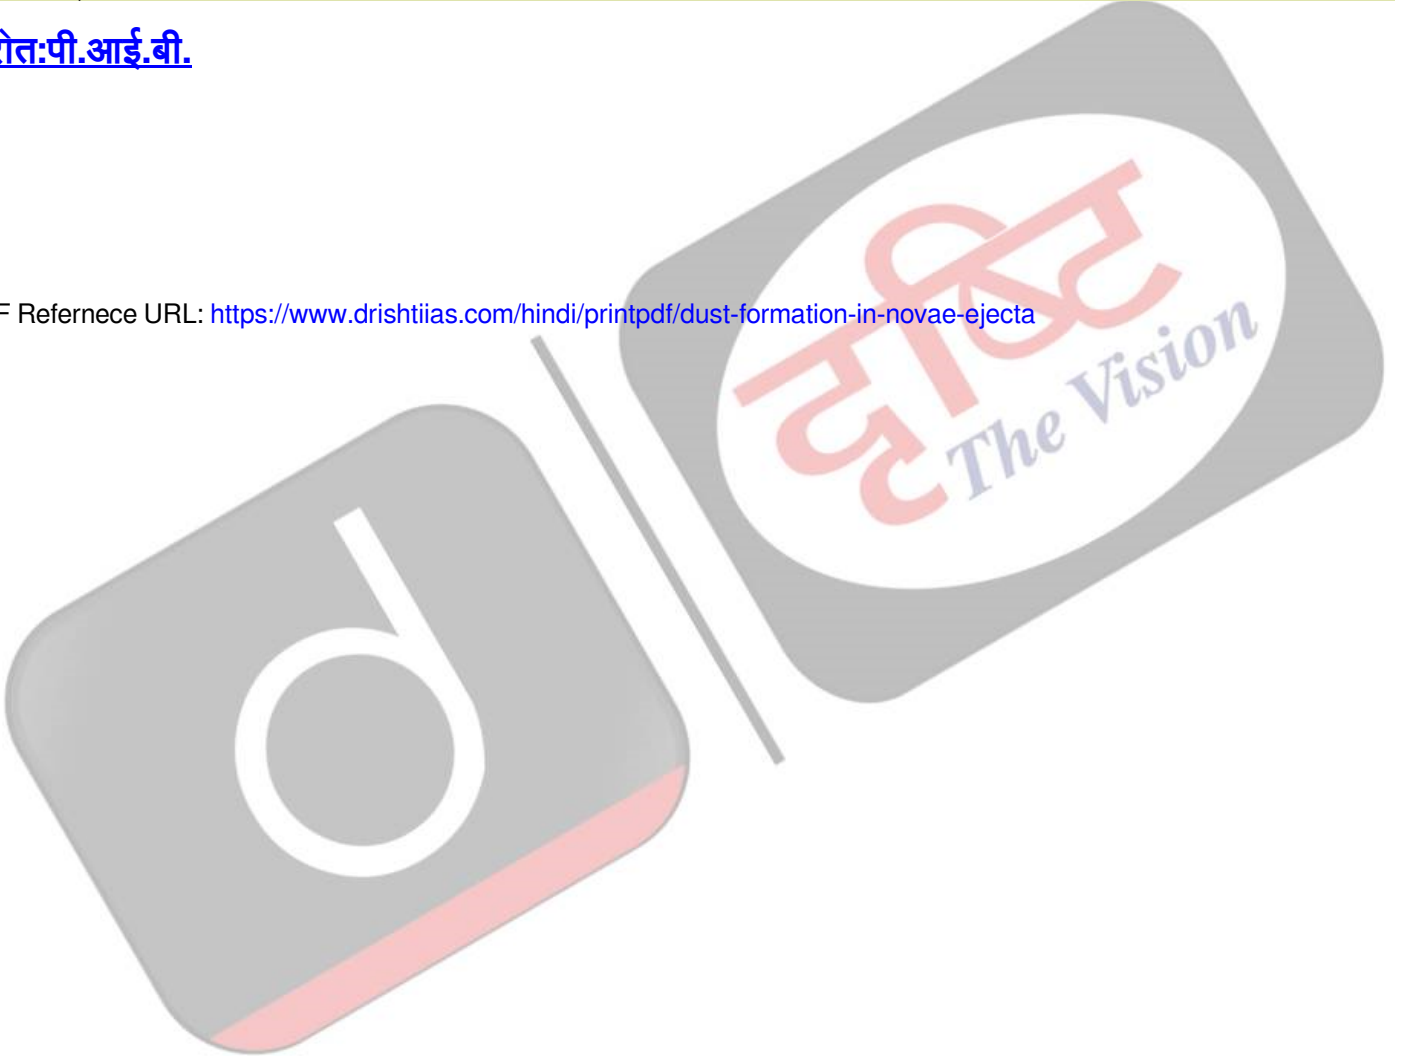 रोत:पी.आई.बी.
F Refernece URL: https://www.drishtiias.com/hindi/printpdf/dust-formation-in-novae-ejecta
दृष्टि
The Vision
d